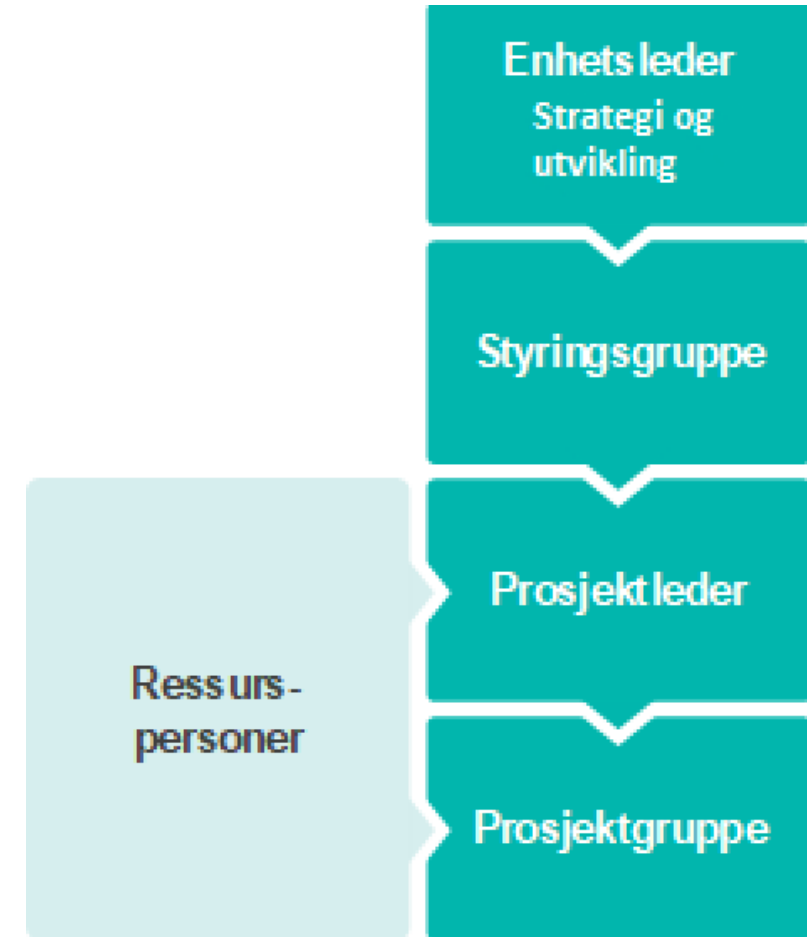 Enhetsleder
Strategi og
utvikling
Styringsgruppe
Prosjektleder
Ressurs-
personer
Prosjektgruppe